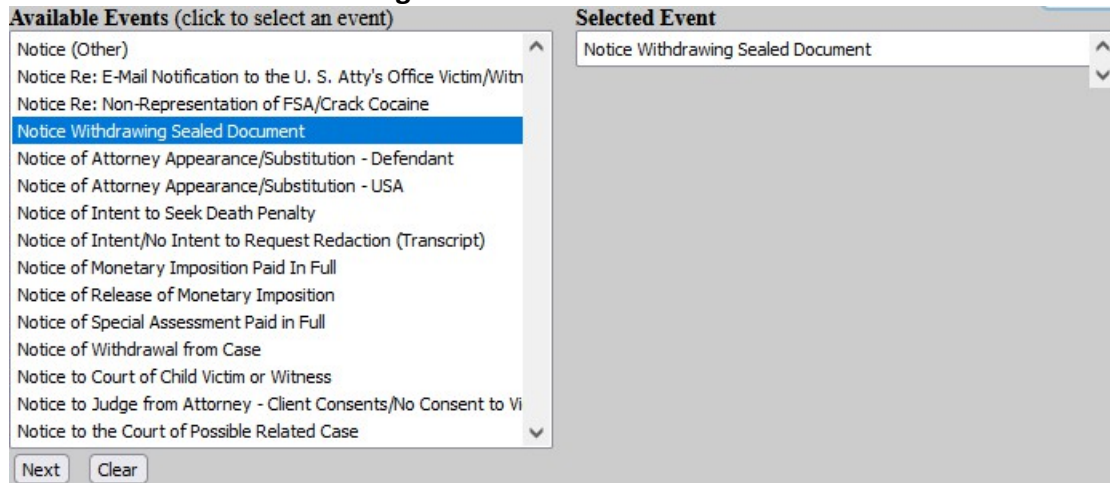 Available Events (click to select an event)
Selected Event
Notice (Other)
Notice Withdrawing Sealed Document
Notice Re: E-Mail Notification to the U. S. Atty's Office Victim/Witn
Notice Re: Non-Representation of FSA/Crack Cocaine
Notice Withdrawing Sealed Document
Notice of Attorney Appearance/Substitution - Defendant
Notice of Attorney Appearance/Substitution - USA
Notice of Intent to Seek Death Penalty
Notice of Intent/No Intent to Request Redaction (Transcript)
Notice of Monetary Imposition Paid In Full
Notice of Release of Monetary Imposition
Notice of Special Assessment Paid in Full
Notice of Withdrawal from Case
Notice to Court of Child Victim or Witness
Notice to Judge from Attorney - Client Consents/No Consent to Vi
Notice to the Court of Possible Related Case
Next Clear